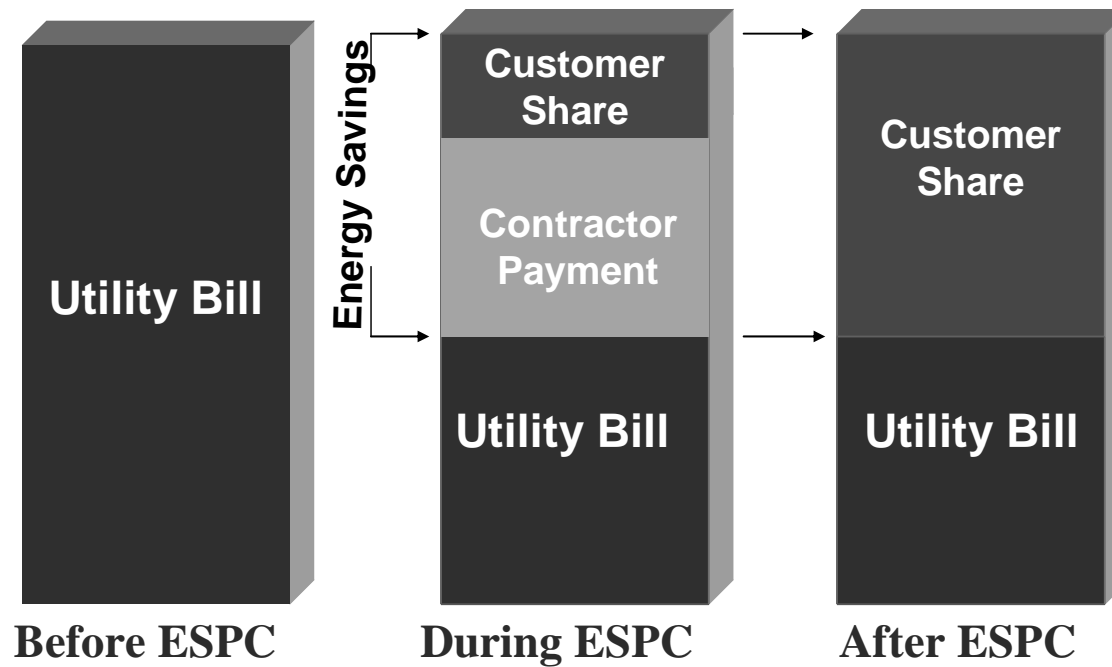 Utility Bill
Before ESPC
Energy Savings
Customer
Share
Contractor
Payment
Utility Bill
During ESPC
Customer
Share
Utility Bill
After ESPC